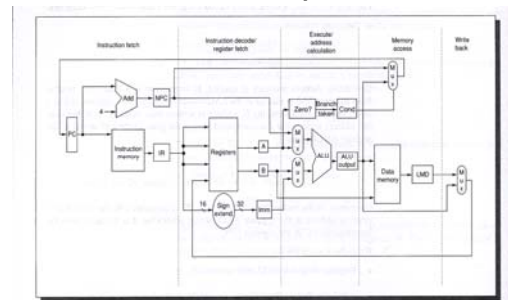 Instruction fetch
Instruction decode/
register fetch
Execute/
address
calculation
Memory
access
Write
back
M
u
x
Add
NPC
4
PC
Instruction
memory
IR
Registers
A
B
Zero?
Branch
taken
Cond
M
u
x
M
u
x
ALU
ALU
output
Data
memory
LMD
M
u
x
16
Sign
extend
32
Imm